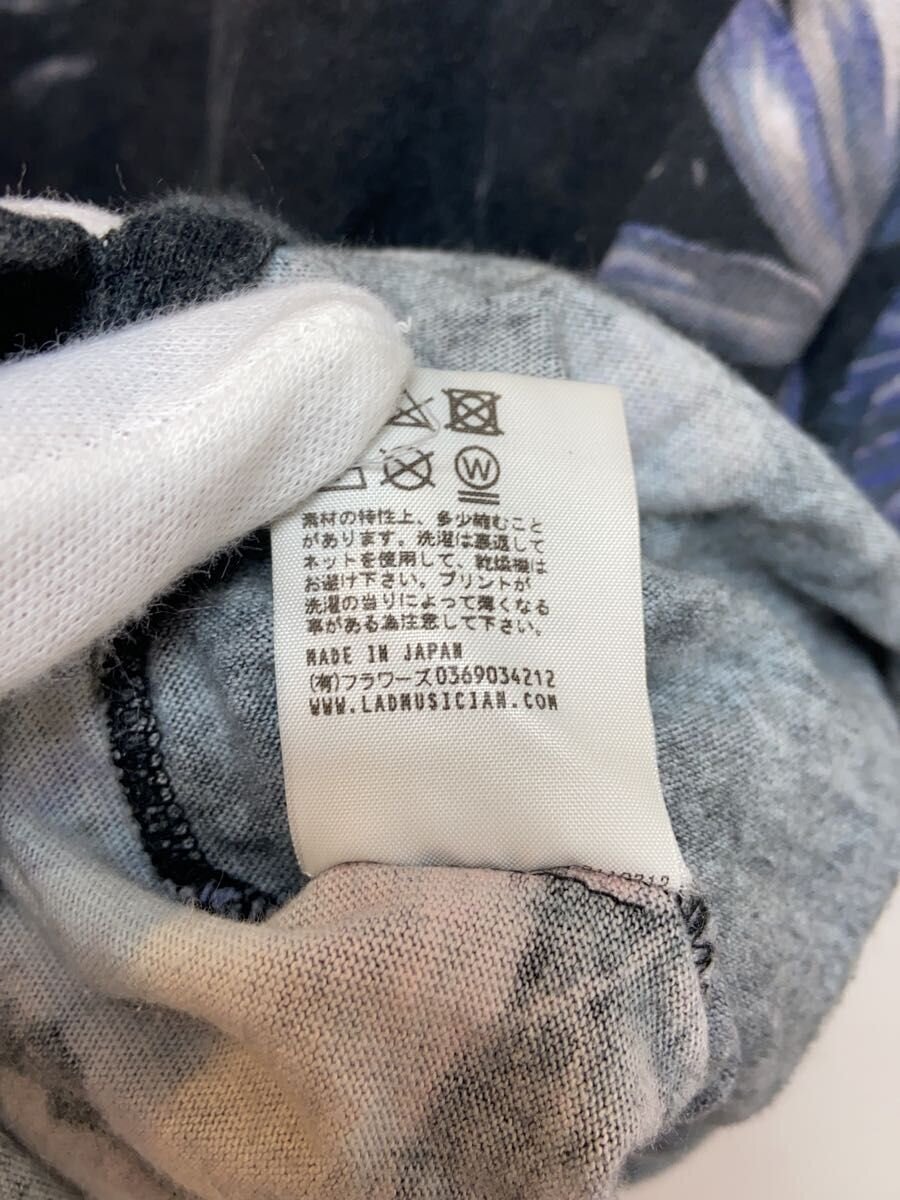 W
素材の特性上、多少縮むこと
があります。洗濯は裏返して
ネットを使用して、乾燥機は
お避け下さい。プリントが
洗濯の当りによって薄くなる
事がある為注意して下さい。
MADE IN JAPAN
(有)フラワーズ0369034212
WWW.LADMUSICIAN.COM